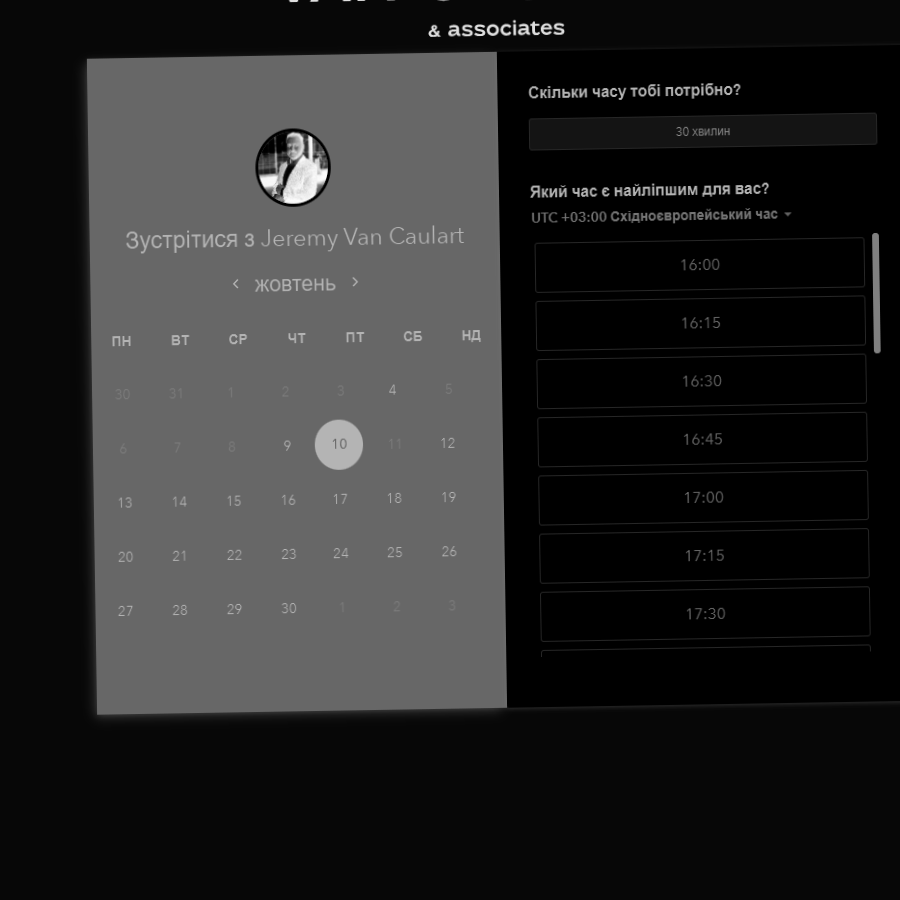 & associates
Зустрітися з Jeremy Van Caulart
‹ жовтень ›
ПН ВТ СР ЧТ ПТ СБ НД
30 31 1 2 3 4 5
6 7 8 9 10 11 12
13 14 15 16 17 18 19
20 21 22 23 24 25 26
27 28 29 30 1 2 3
Скільки часу тобі потрібно?
30 хвилин
Який час є найліпшим для вас?
UTC +03:00 Східноєвропейський час
16:00
16:15
16:30
16:45
17:00
17:15
17:30